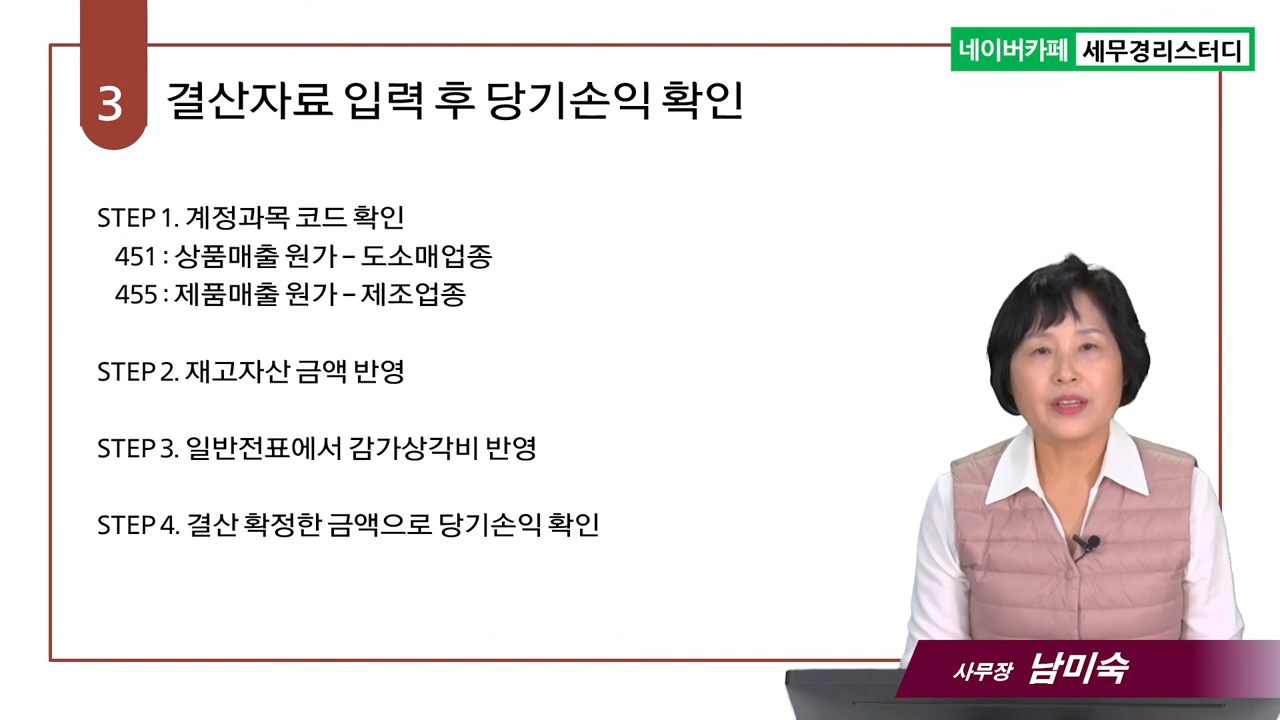 네이버카페 세무경리스터디
3 결산자료 입력 후 당기손익 확인
STEP 1. 계정과목 코드 확인
451 : 상품매출 원가 – 도소매업종
455 : 제품매출 원가 – 제조업종
STEP 2. 재고자산 금액 반영
STEP 3. 일반전표에서 감가상각비 반영
STEP 4. 결산 확정한 금액으로 당기손익 확인
사무장 남미숙